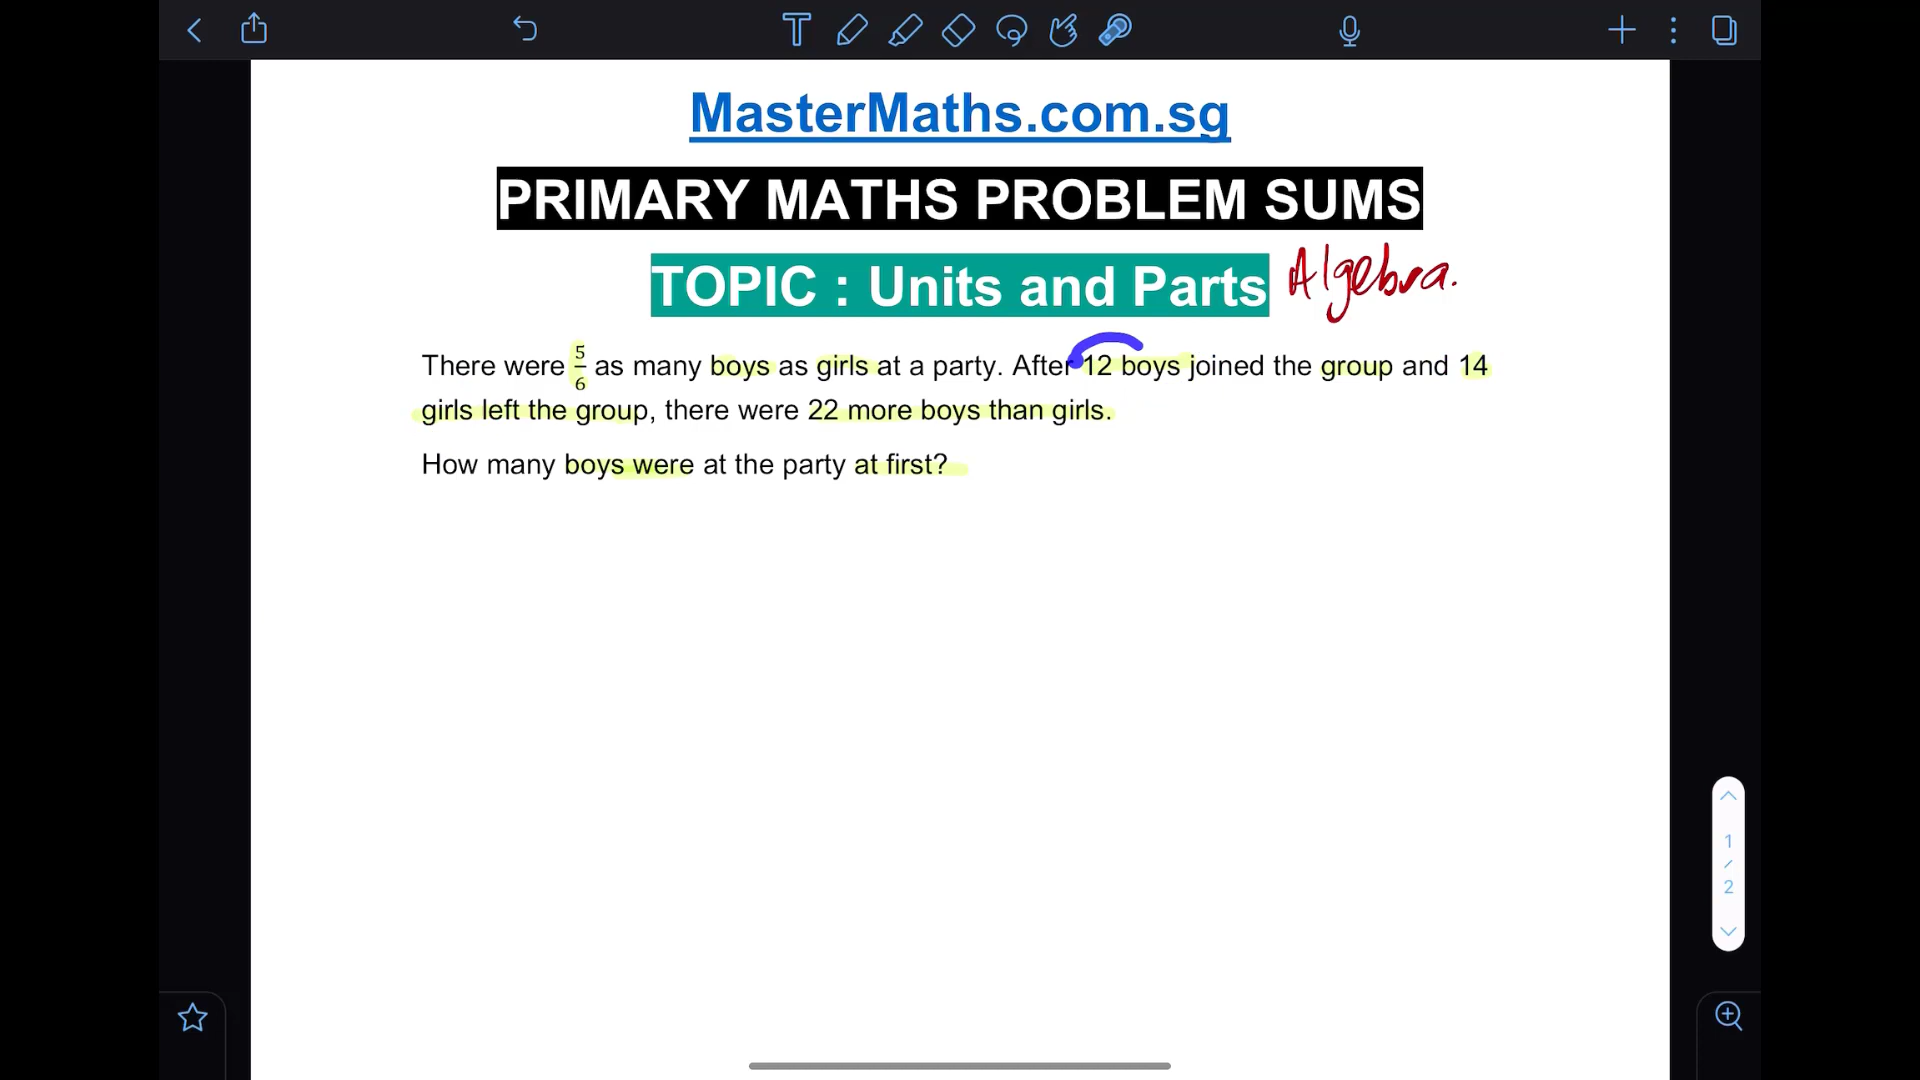 MasterMaths.com.sg
PRIMARY MATHS PROBLEM SUMS
TOPIC : Units and Parts Algebra.
There were 5/6 as many boys as girls at a party. After 12 boys joined the group and 14
girls left the group, there were 22 more boys than girls.
How many boys were at the party at first?
1
/
2